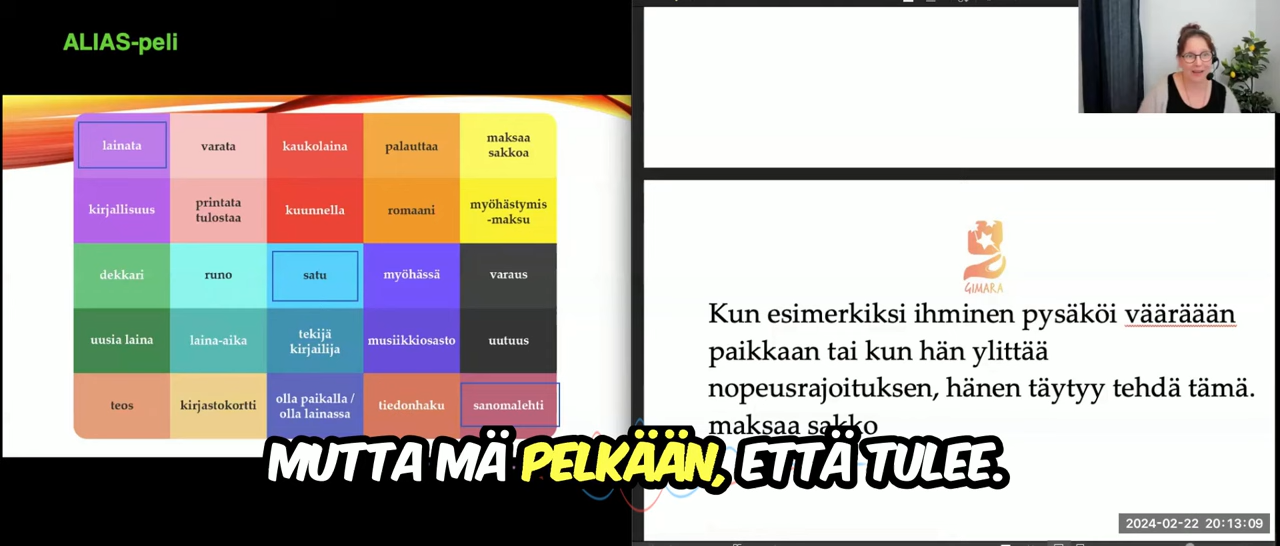 ALIAS-peli
lainata
varata
kaukolaina
palauttaa
maksaa
sakkoa
kirjallisuus
printata
tulostaa
kuunnella
romaani
myöhästymis
-maksu
dekkari
runo
satu
myöhässä
varaus
uusia laina
laina-aika
tekijä
kirjailija
musiikkiosasto
uutuus
teos
kirjastokortti
olla paikalla /
olla lainassa
tiedonhaku
sanomalehti
GIMARA
Kun esimerkiksi ihminen pysäköi vääräään
paikkaan tai kun hän ylittää
nopeusrajoituksen, hänen täytyy tehdä tämä.
maksaa sakko
MUTTA MÄ PELKÄÄN, ETTÄ TULEE.
2024-02-22 20:13:09